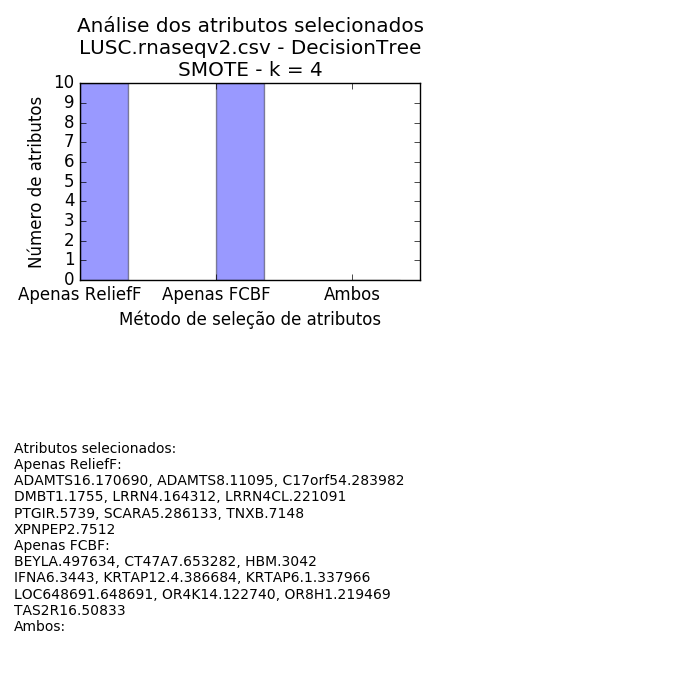 Análise dos atributos selecionados
LUSC.rnaseqv2.csv - DecisionTree
SMOTE - k = 4
Número de atributos
10
9
8
7
6
5
4
3
2
1
0
Apenas ReliefF
Apenas FCBF
Ambos
Método de seleção de atributos
Atributos selecionados:
Apenas ReliefF:
ADAMTS16.170690, ADAMTS8.11095, C17orf54.283982
DMBT1.1755, LRRN4.164312, LRRN4CL.221091
PTGIR.5739, SCARA5.286133, TNXB.7148
XPNPEP2.7512
Apenas FCBF:
BEYLA.497634, CT47A7.653282, HBM.3042
IFNA6.3443, KRTAP12.4.386684, KRTAP6.1.337966
LOC648691.648691, OR4K14.122740, OR8H1.219469
TAS2R16.50833
Ambos: